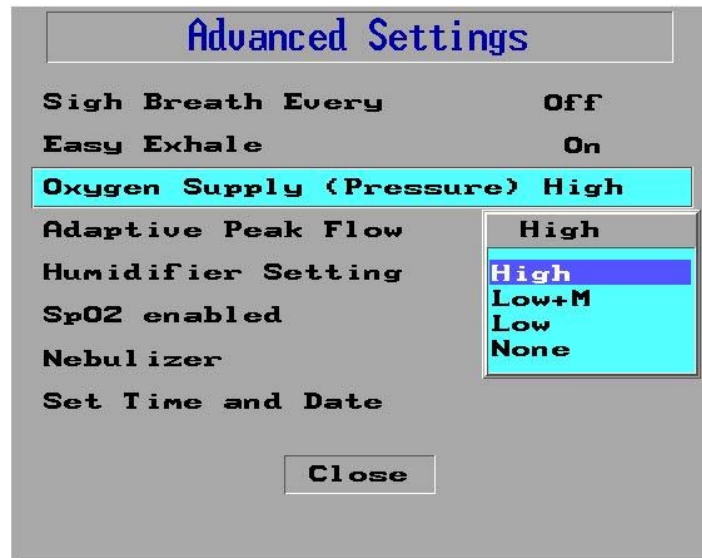 Advanced Settings
Sigh Breath Every Off
Easy Exhale On
Oxygen Supply (Pressure) High
Adaptive Peak Flow High
Humidifier Setting High
SpO2 enabled Low+M
Low
Nebulizer None
Set Time and Date
Close